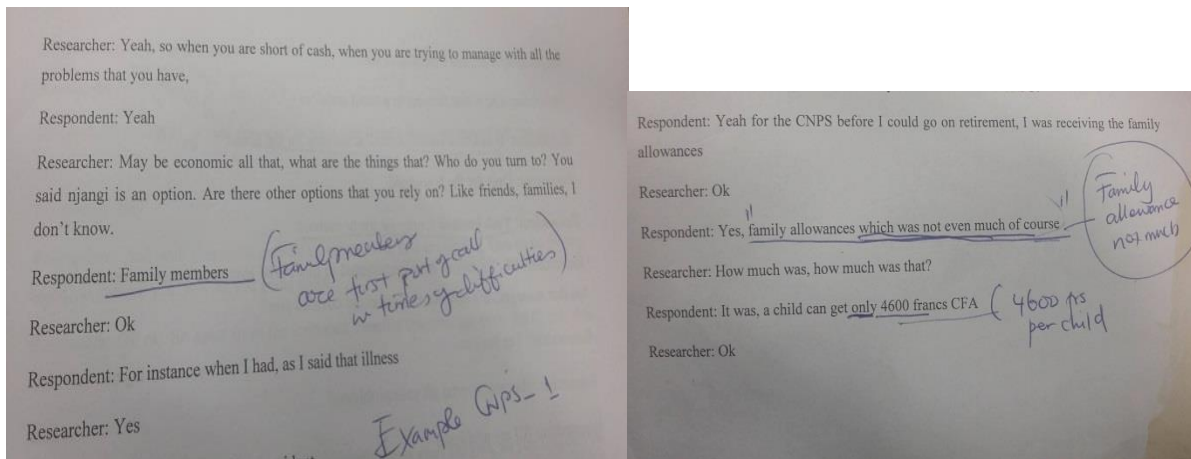 Researcher: Yeah, so when you are short of cash, when you are trying to manage with all the
problems that you have,
Respondent: Yeah
Researcher: May be economic all that, what are the things that? Who do you turn to? You
said njangi is an option. Are there other options that you rely on? Like friends, families, I
don't know.
Respondent: Family members
(Family members
are first port of call
in times of difficulties)
Researcher: Ok
Respondent: For instance when I had, as I said that illness
Researcher: Yes
Example CNPS-1
Respondent: Yeah for the CNPS before I could go on retirement, I was receiving the family
allowances
Researcher: Ok
Respondent: Yes, family allowances which was not even much of course
Family
allowance
not much
Researcher: How much was, how much was that?
Respondent: It was, a child can get only 4600 francs CFA
(4600 frs
per child
Researcher: Ok